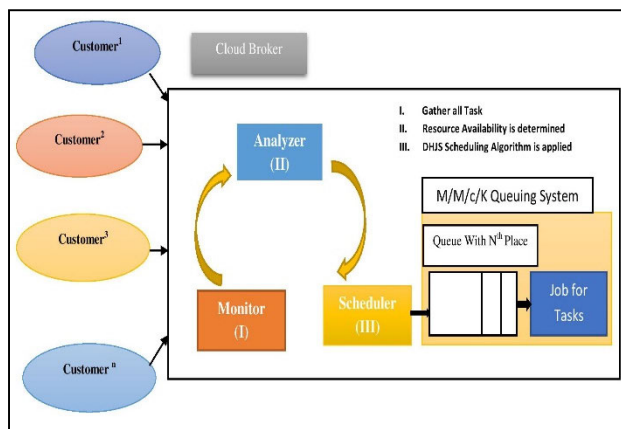 Customer¹
Cloud Broker
Customer²
Customer³
Customer ⁿ
I. Gather all Task
II. Resource Availability is determined
III. DHJS Scheduling Algorithm is applied
Analyzer
(II)
Monitor
(I)
Scheduler
(III)
M/M/c/K Queuing System
Queue With Nᵗʰ Place
Job for
Tasks